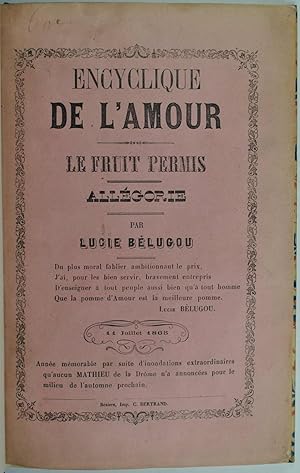 ENCYCLIQUE
DE L'AMOUR
LE FRUIT PERMIS
ALLÉGORIE
PAR
LUCIE BÉLUGOU
Du plus moral fablier ambitionnant le prix,
J'ai, pour les bien servir, bravement entrepris
D'enseigner à tout peuple aussi bien qu'à tout homme
Que la pomme d'Amour est la meilleure pomme.
LUCIE BÉLUGOU.
11 Juillet 1865
Année mémorable par suite d'inondations extraordinaires
qu'aucun MATHIEU de la Drôme n'a annoncées pour le
milieu de l'automne prochain.
Béziers, Imp. C. BERTRAND.